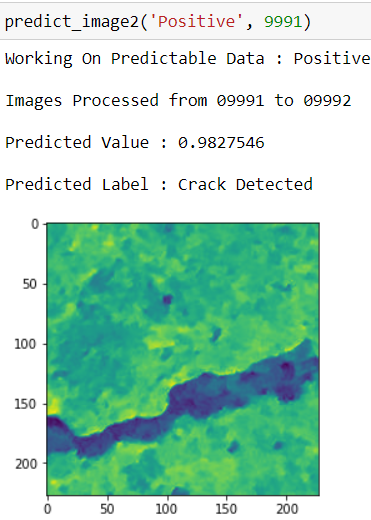 predict_image2('Positive', 9991)
Working On Predictable Data : Positive
Images Processed from 09991 to 09992
Predicted Value : 0.9827546
Predicted Label : Crack Detected
0
50
100
150
200
0 50 100 150 200